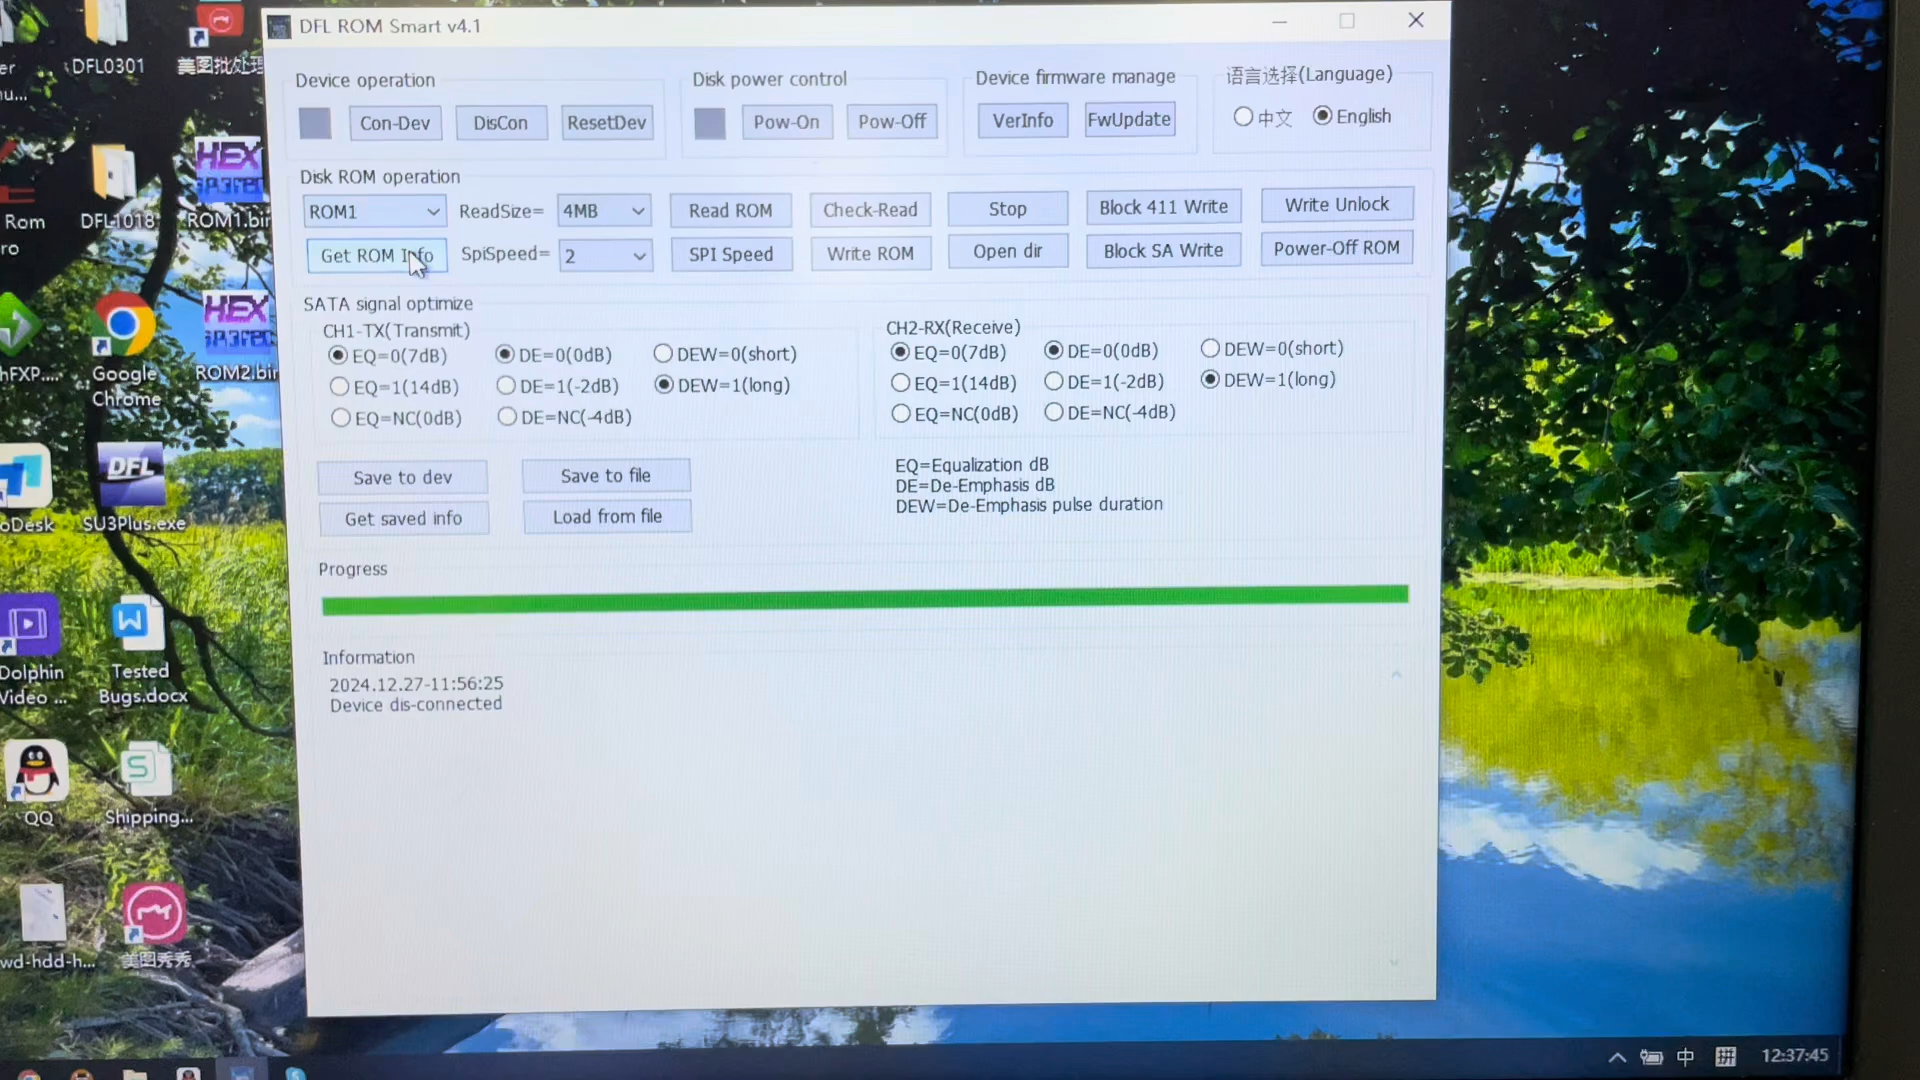 DFL ROM Smart v4.1
Device operation
Con-Dev DisCon ResetDev
Disk power control
Pow-On Pow-Off
Device firmware manage
VerInfo FwUpdate
语言选择(Language)
中文 English
Disk ROM operation
ROM1 ReadSize= 4MB Read ROM Check-Read Stop Block 411 Write Write Unlock
Get ROM Info SpiSpeed= 2 SPI Speed Write ROM Open dir Block SA Write Power-Off ROM
SATA signal optimize
CH1-TX(Transmit)
EQ=0(7dB) DE=0(0dB) DEW=0(short)
EQ=1(14dB) DE=1(-2dB) DEW=1(long)
EQ=NC(0dB) DE=NC(-4dB)
CH2-RX(Receive)
EQ=0(7dB) DE=0(0dB) DEW=0(short)
EQ=1(14dB) DE=1(-2dB) DEW=1(long)
EQ=NC(0dB) DE=NC(-4dB)
Save to dev Save to file
Get saved info Load from file
EQ=Equalization dB
DE=De-Emphasis dB
DEW=De-Emphasis pulse duration
Progress
Information
2024.12.27-11:56:25
Device dis-connected
DFL0301
美图批处理
HEX
DFL1018
ROM1.bin
Rom
HEX
ROM2.bin
hFXP....
Google
Chrome
DFL
oDesk
SU3Plus.exe
Dolphin
Video ...
W
Tested
Bugs.docx
QQ
S
Shipping...
wd-hdd-h...
美图秀秀
中 拼 12:37:45